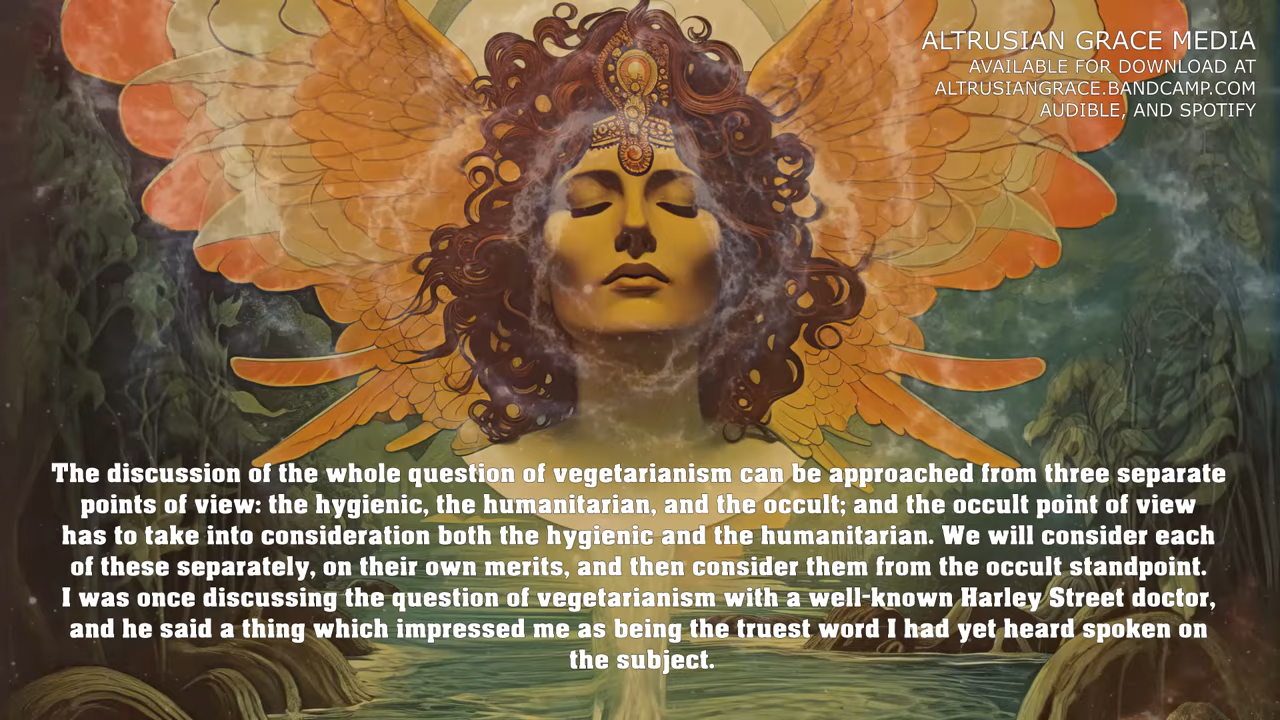 ALTRUSIAN GRACE MEDIA
AVAILABLE FOR DOWNLOAD AT
ALTRUSIANGRACE.BANDCAMP.COM
AUDIBLE, AND SPOTIFY
The discussion of the whole question of vegetarianism can be approached from three separate
points of view: the hygienic, the humanitarian, and the occult; and the occult point of view
has to take into consideration both the hygienic and the humanitarian. We will consider each
of these separately, on their own merits, and then consider them from the occult standpoint.
I was once discussing the question of vegetarianism with a well-known Harley Street doctor,
and he said a thing which impressed me as being the truest word I had yet heard spoken on
the subject.